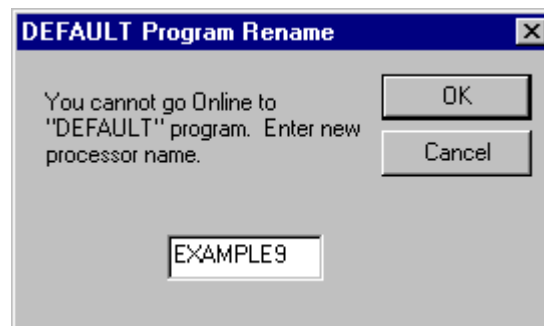 DEFAULT Program Rename
You cannot go Online to
"DEFAULT" program. Enter new
processor name.
OK
Cancel
EXAMPLE9